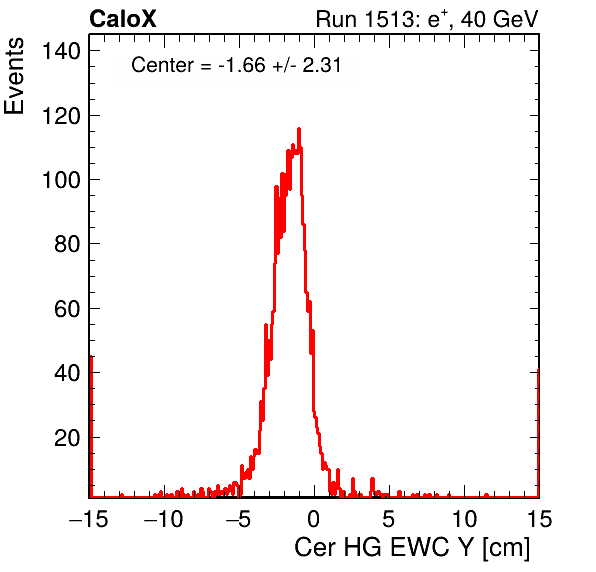 CaloX Run 1513: e⁺, 40 GeV
Center = -1.66 +/- 2.31
Events
140
120
100
80
60
40
20
−15 −10 −5 0 5 10 15
Cer HG EWC Y [cm]